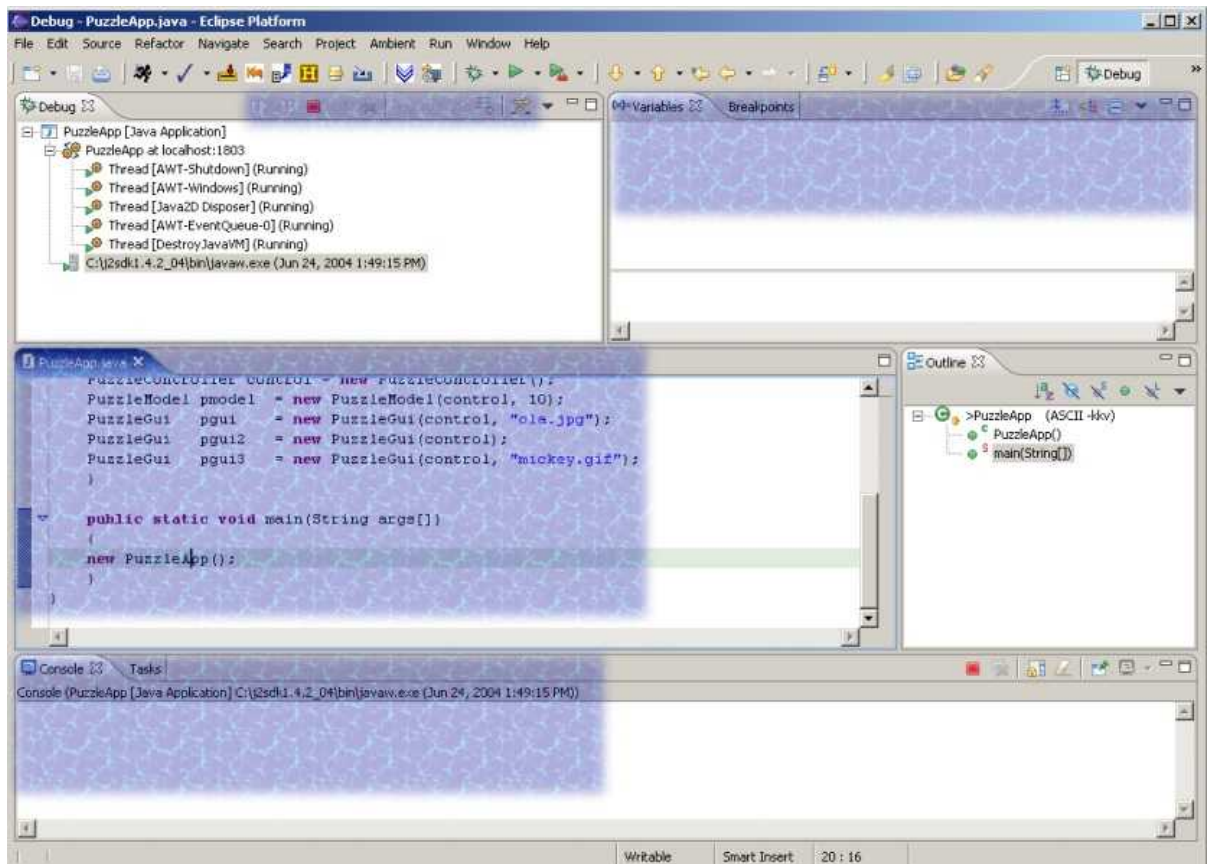 Debug - PuzzleApp.java - Eclipse Platform
File Edit Source Refactor Navigate Search Project Ambient Run Window Help
Debug
Debug
PuzzleApp [Java Application]
PuzzleApp at localhost:1803
Thread [AWT-Shutdown] (Running)
Thread [AWT-Windows] (Running)
Thread [Java2D Disposer] (Running)
Thread [AWT-EventQueue-0] (Running)
Thread [DestroyJavaVM] (Running)
C:\j2sdk1.4.2_04\bin\javaw.exe (Jun 24, 2004 1:49:15 PM)
Variables Breakpoints
PuzzleApp.java
PuzzleController control = new PuzzleController();
PuzzleModel pmodel = new PuzzleModel(control, 10);
PuzzleGui pgui = new PuzzleGui(control, "ola.jpg");
PuzzleGui pgui2 = new PuzzleGui(control);
PuzzleGui pgui3 = new PuzzleGui(control, "mickey.gif");
}
public static void main(String args[])
{
new PuzzleApp();
}
}
Outline
>PuzzleApp (ASCII -kkv)
PuzzleApp()
main(String[])
Console Tasks
Console (PuzzleApp [Java Application] C:\j2sdk1.4.2_04\bin\javaw.exe (Jun 24, 2004 1:49:15 PM))
Writable Smart Insert 20 : 16